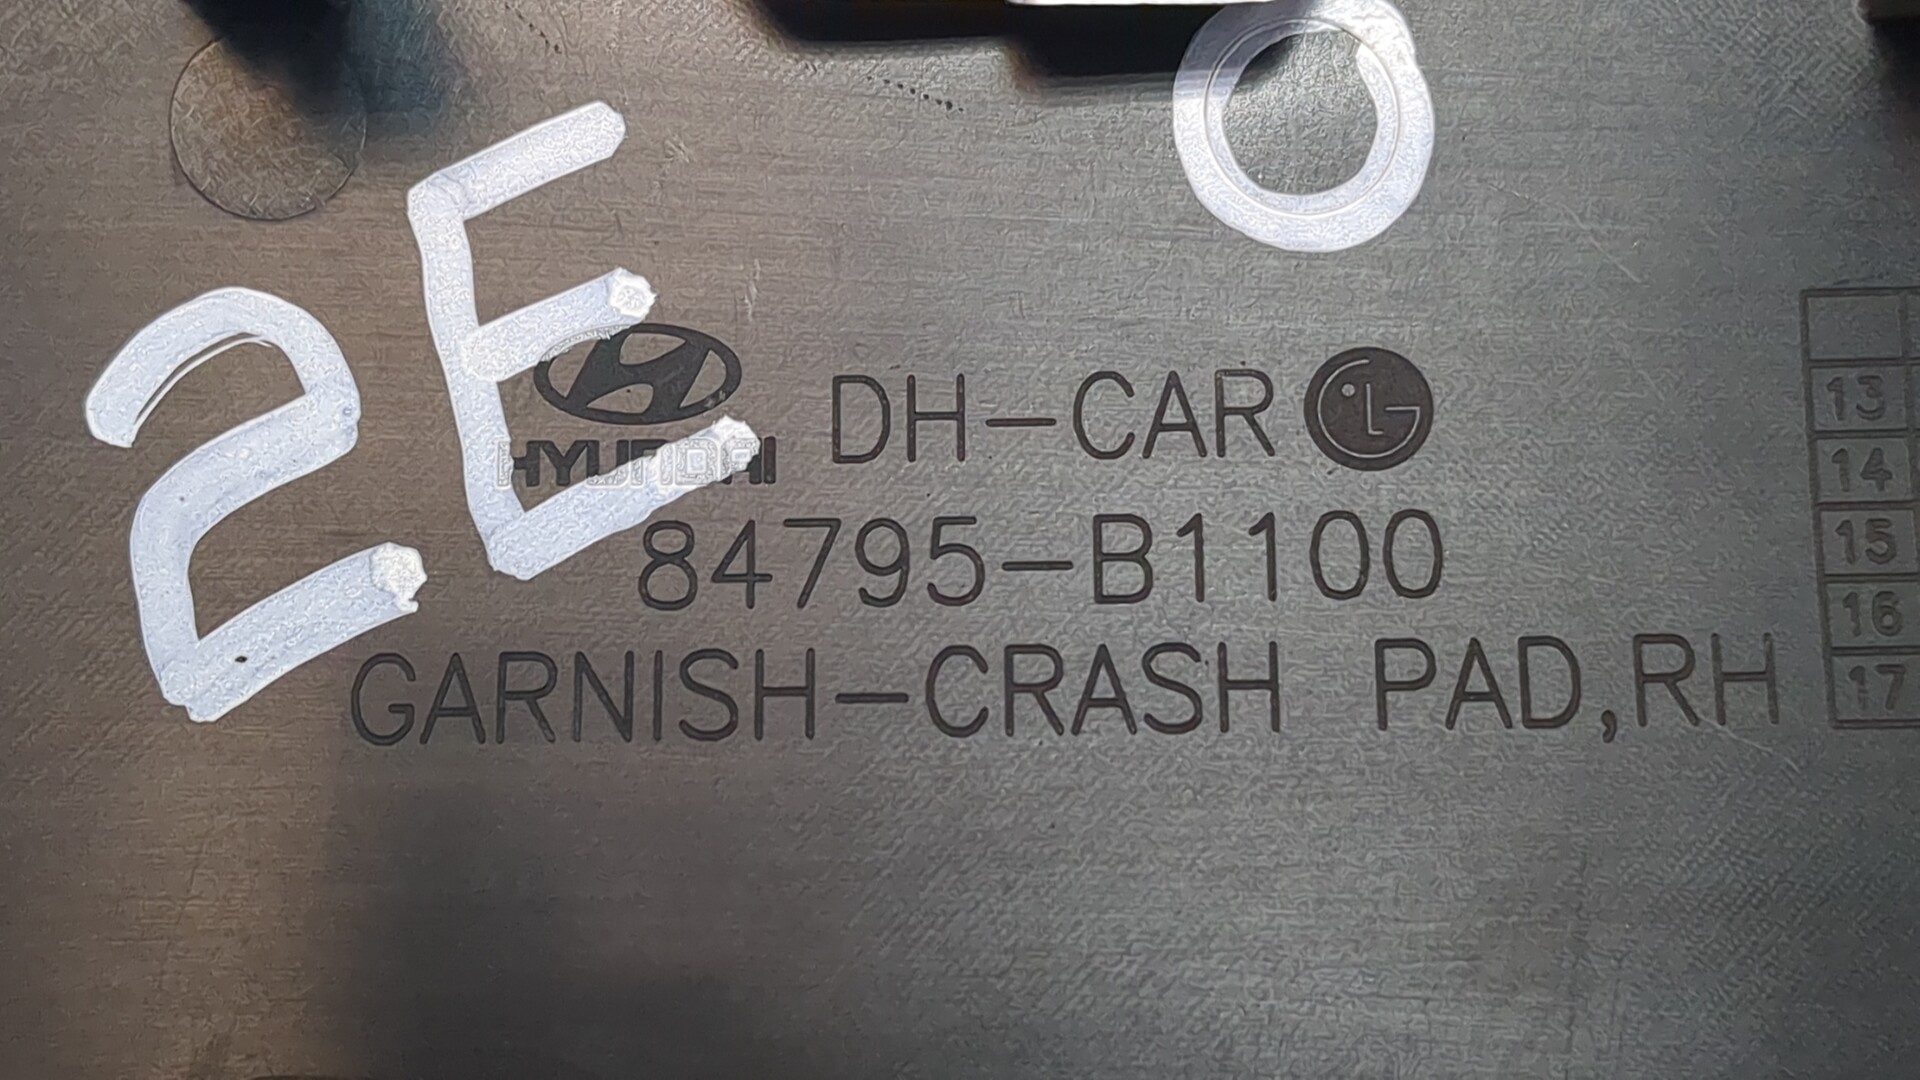 2E
HYUNDAI DH-CAR LG
84795-B1100
GARNISH-CRASH PAD,RH
13
14
15
16
17